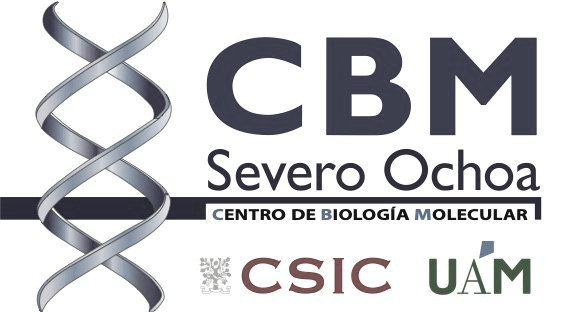 CBM
Severo Ochoa
CENTRO DE BIOLOGÍA MOLECULAR
CSIC UAM